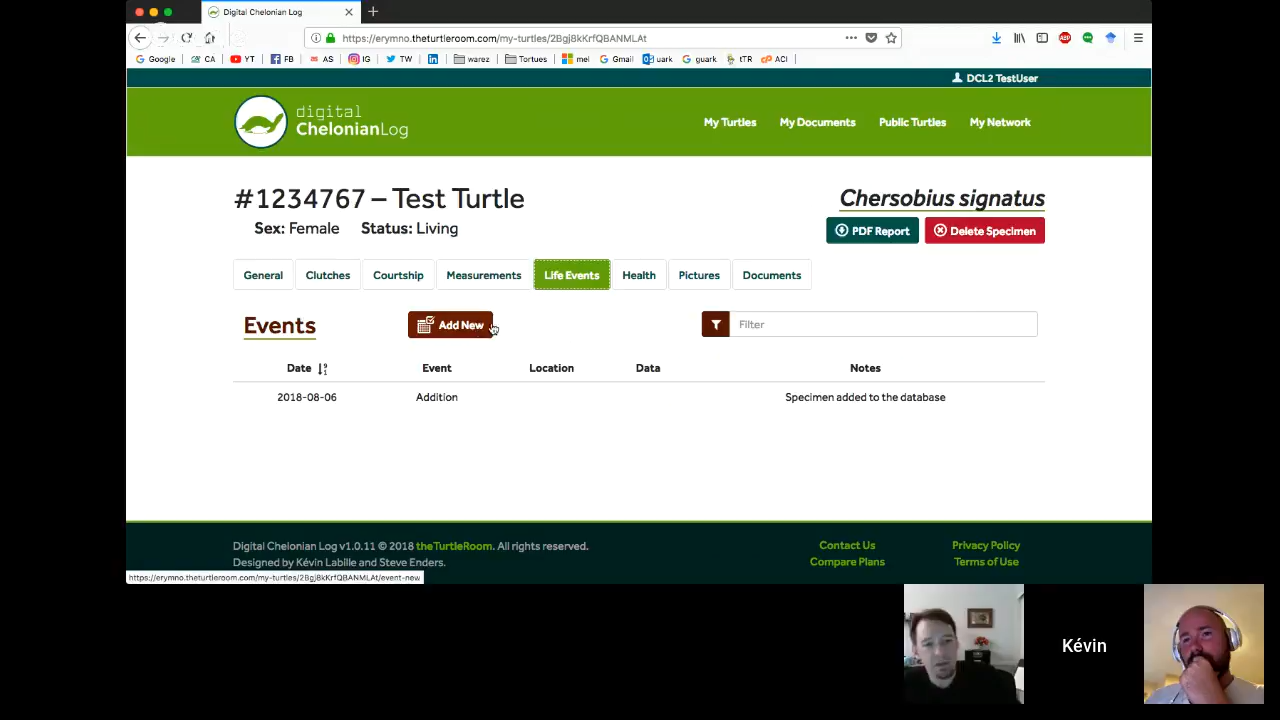 Digital Chelonian Log
https://erymno.theturtleroom.com/my-turtles/2Bgj8kKrfQBANMLAt
Google CA YT FB AS IG TW warez Tortues mel Gmail uark guark tTR ACI
DCL2 TestUser
digital
ChelonianLog
My Turtles My Documents Public Turtles My Network
#1234767 – Test Turtle
Chersobius signatus
Sex: Female Status: Living
PDF Report Delete Specimen
General Clutches Courtship Measurements Life Events Health Pictures Documents
Events Add New Filter
Date Event Location Data Notes
2018-08-06 Addition Specimen added to the database
Digital Chelonian Log v1.0.11 © 2018 theTurtleRoom. All rights reserved.
Designed by Kévin Labille and Steve Enders.
Contact Us Privacy Policy
Compare Plans Terms of Use
https://erymno.theturtleroom.com/my-turtles/2Bgj8kKrfQBANMLAt/event-new
Kévin